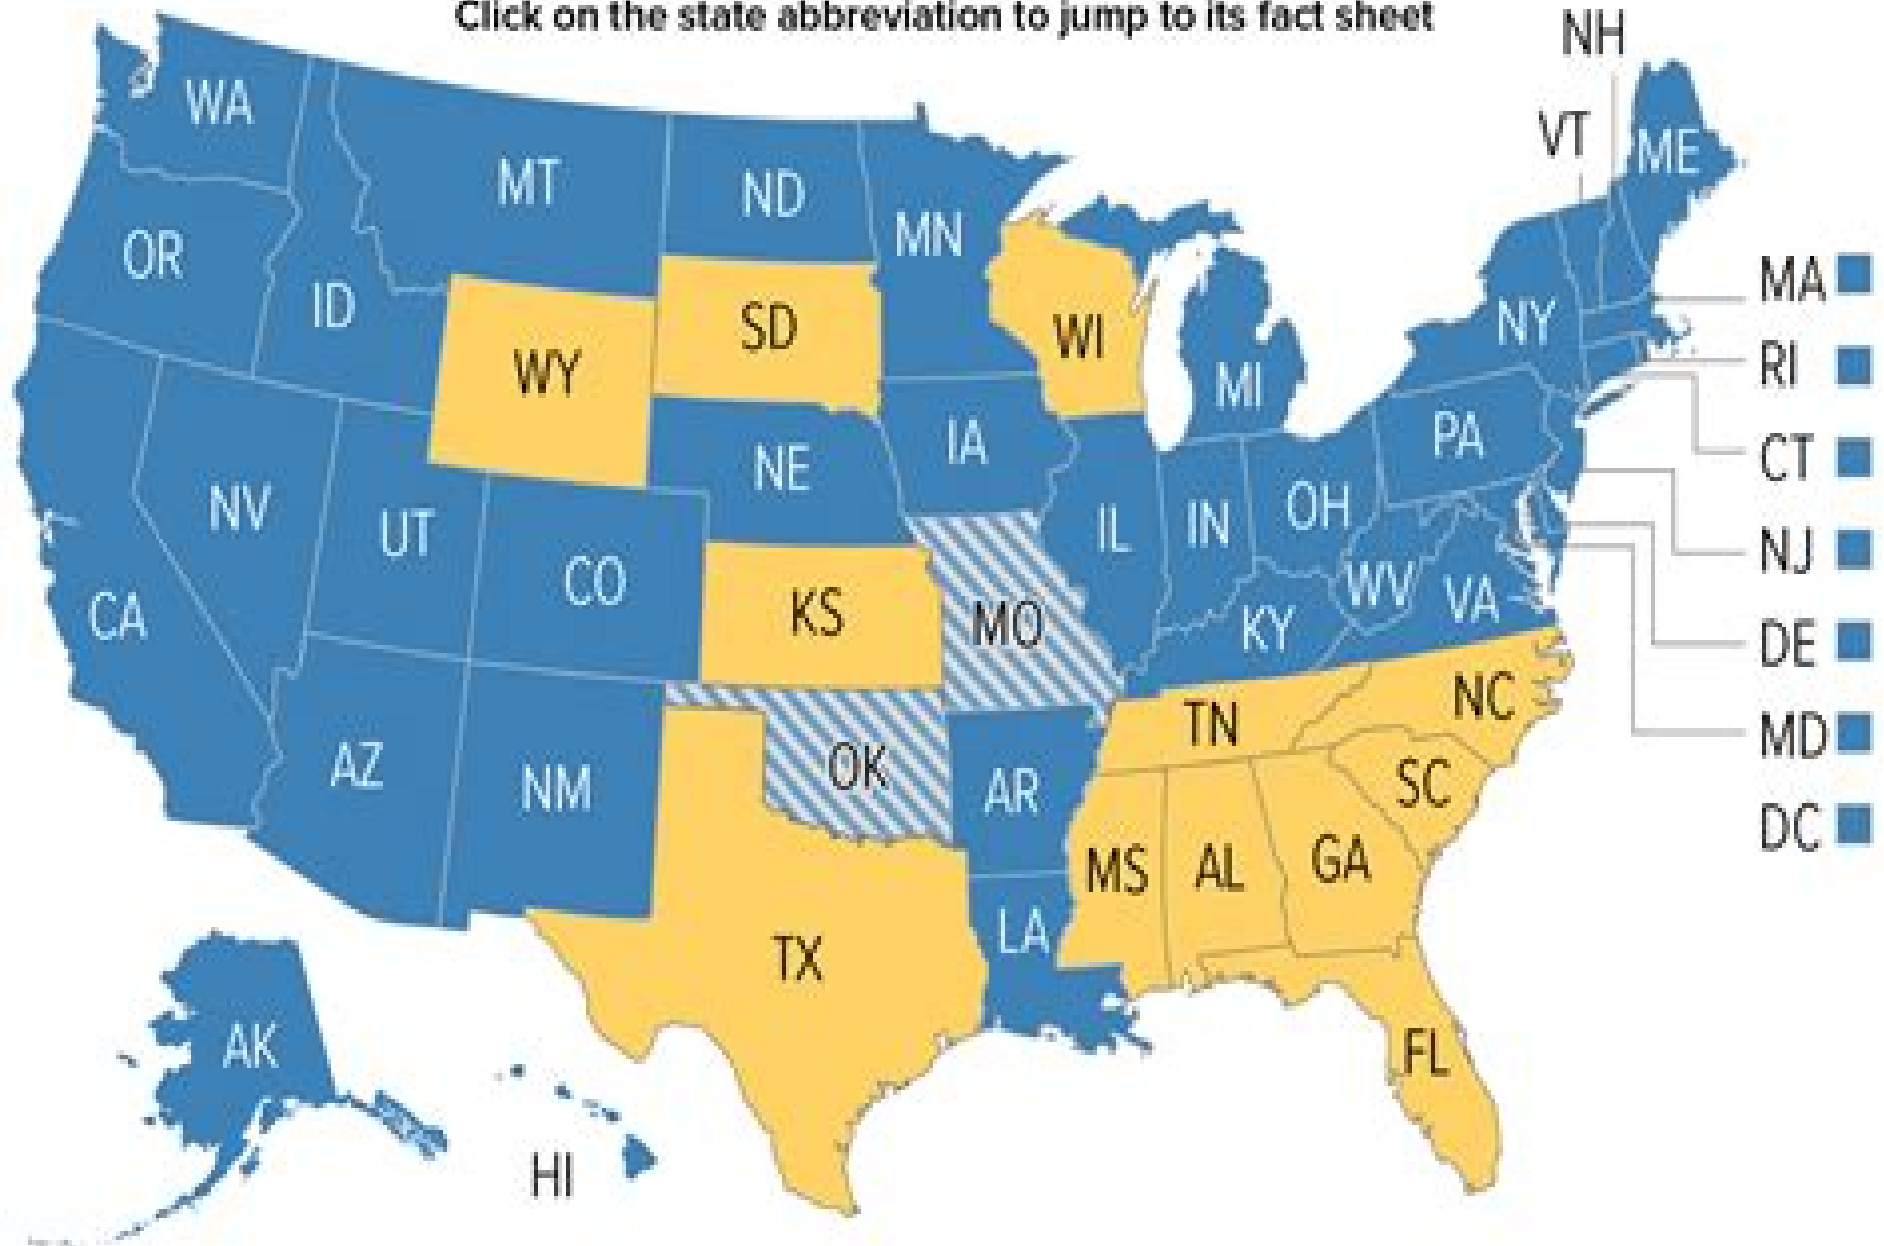 Click on the state abbreviation to jump to its fact sheet
NH
WA
VT
ME
MT
ND
MN
OR
MA
ID
SD
WI
NY
WY
MI
RI
IA
PA
CT
NE
NV
UT
IL
IN
OH
CO
NJ
CA
KS
MO
KY
WV
VA
DE
NC
TN
MD
AZ
NM
OK
AR
SC
DC
MS
AL
GA
LA
TX
AK
FL
HI